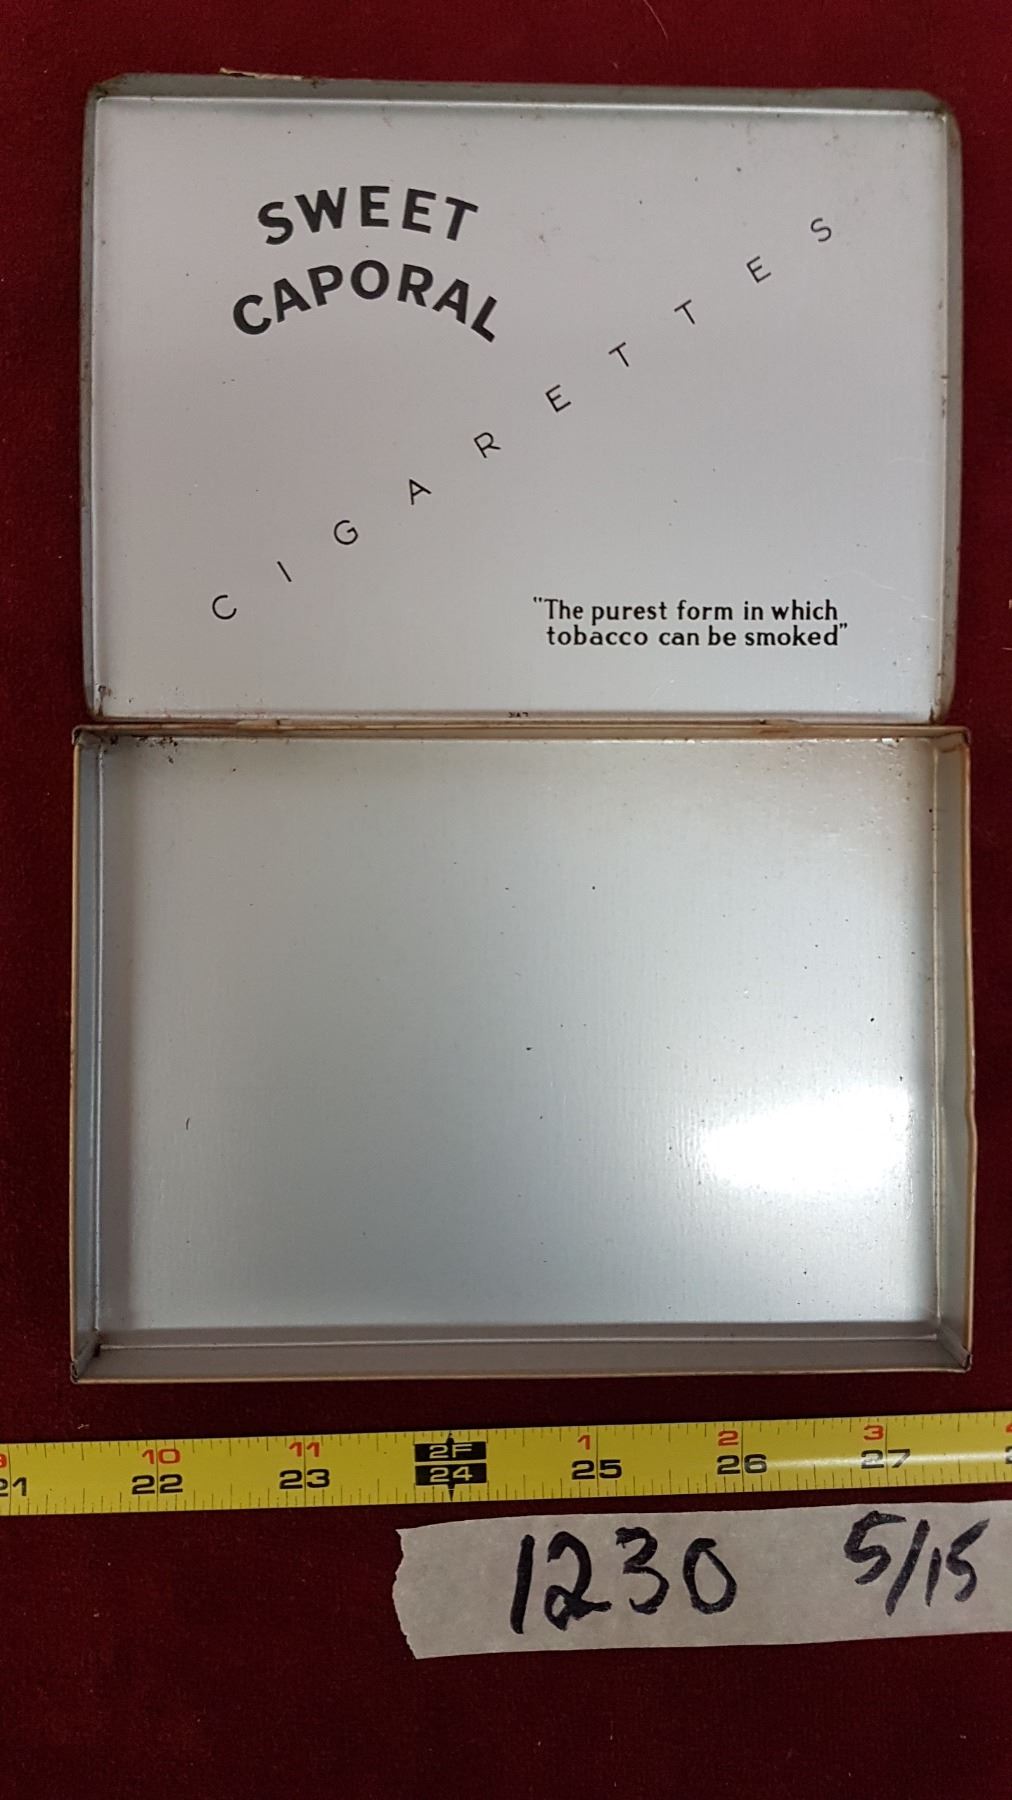 SWEET
CAPORAL
CIGARETTES
"The purest form in which
tobacco can be smoked"
10 11 2F 1 2 3
21 22 23 24 25 26 27
1230 5/15